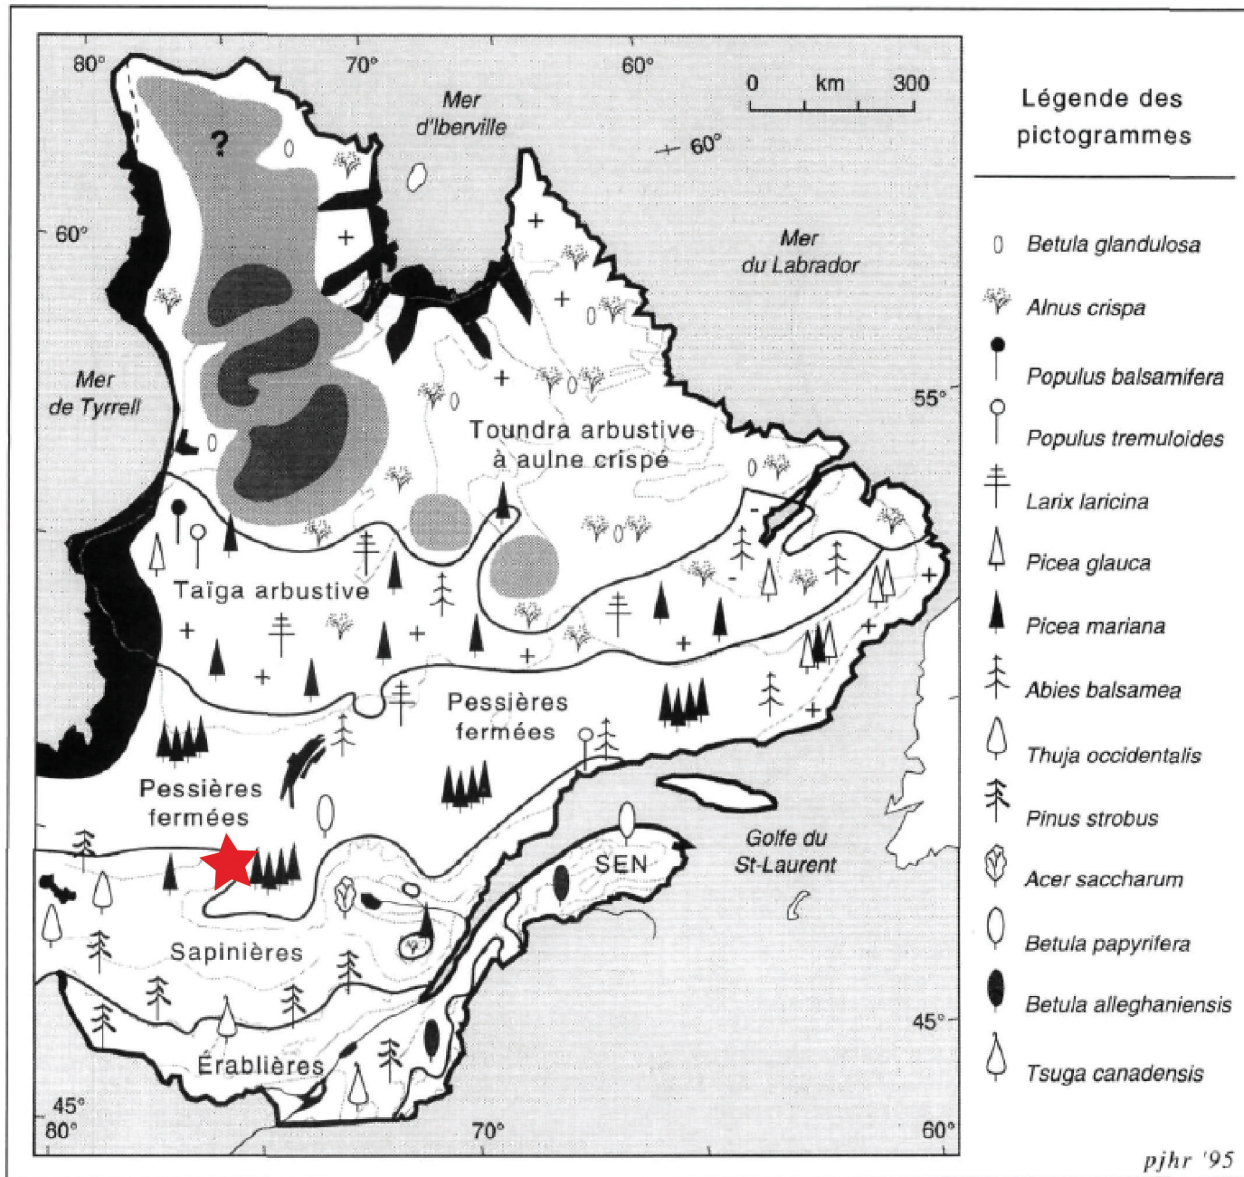 80°
70°
60°
0 km 300
Mer
d'Iberville
60°
?
60°
Mer
du Labrador
Mer
de Tyrrell
55°
Toundra arbustive
à aulne crispé
Taïga arbustive
Pessières
fermées
Pessières
fermées
Golfe du
St-Laurent
SEN
Sapinières
Érablières
45°
45°
80°
70°
60°
Légende des
pictogrammes
Betula glandulosa
Alnus crispa
Populus balsamifera
Populus tremuloides
Larix laricina
Picea glauca
Picea mariana
Abies balsamea
Thuja occidentalis
Pinus strobus
Acer saccharum
Betula papyrifera
Betula alleghaniensis
Tsuga canadensis
pjhr '95